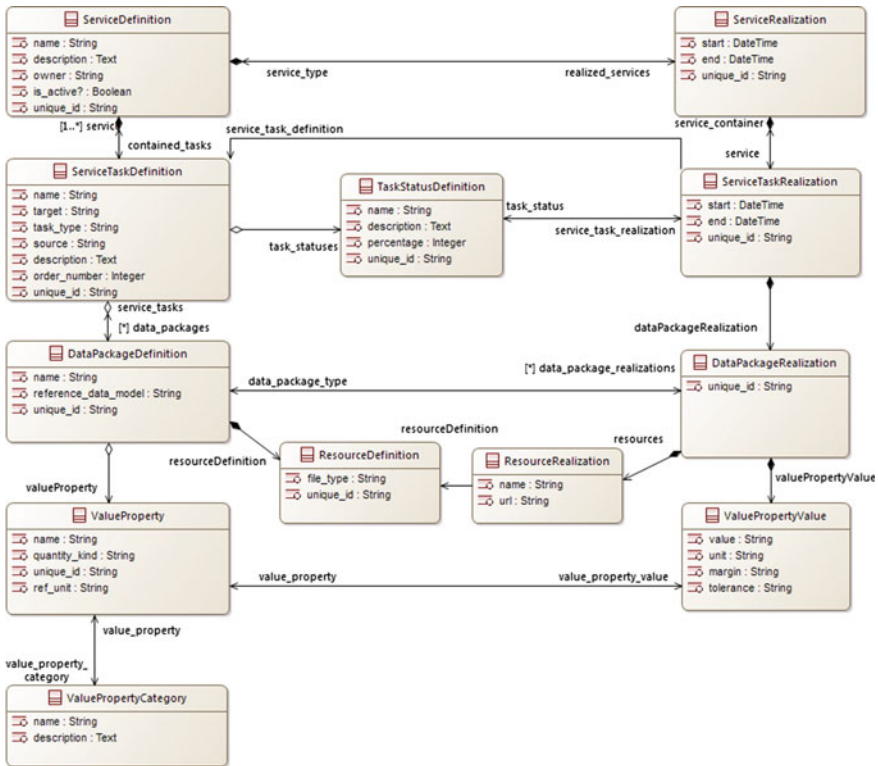 ServiceDefinition
name : String
description : Text
owner : String
is_active? : Boolean
unique_id : String
ServiceRealization
start : DateTime
end : DateTime
unique_id : String
service_type
realized_services
[1..*] service
contained_tasks
service_task_definition
service_container
service
ServiceTaskDefinition
name : String
target : String
task_type : String
source : String
description : Text
order_number : Integer
unique_id : String
TaskStatusDefinition
name : String
description : Text
percentage : Integer
unique_id : String
ServiceTaskRealization
start : DateTime
end : DateTime
unique_id : String
task_statuses
task_status
service_task_realization
service_tasks
[*] data_packages
dataPackageRealization
DataPackageDefinition
name : String
reference_data_model : String
unique_id : String
DataPackageRealization
unique_id : String
data_package_type
[*] data_package_realizations
resourceDefinition
resourceDefinition
resources
ResourceDefinition
file_type : String
unique_id : String
ResourceRealization
name : String
url : String
valueProperty
valuePropertyValue
ValueProperty
name : String
quantity_kind : String
unique_id : String
ref_unit : String
ValuePropertyValue
value : String
unit : String
margin : String
tolerance : String
value_property
value_property_value
value_property
value_property_
category
ValuePropertyCategory
name : String
description : Text